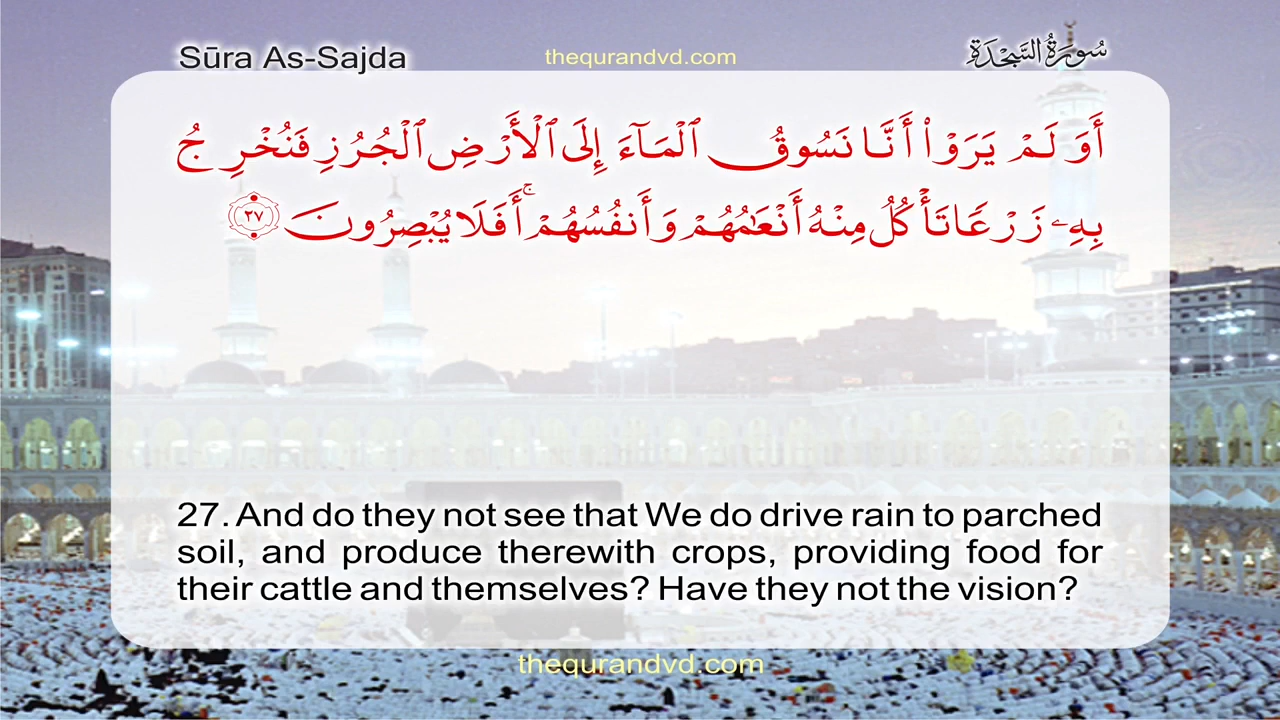 Sūra As-Sajda
thequrandvd.com
سُورَةُ السَّجْدَة
أَوَلَمْ يَرَوْا۟ أَنَّا نَسُوقُ ٱلْمَآءَ إِلَى ٱلْأَرْضِ ٱلْجُرُزِ فَنُخْرِجُ
بِهِۦ زَرْعًا تَأْكُلُ مِنْهُ أَنْعَٰمُهُمْ وَأَنفُسُهُمْ ۚ أَفَلَا يُبْصِرُونَ ٢٧
27. And do they not see that We do drive rain to parched
soil, and produce therewith crops, providing food for
their cattle and themselves? Have they not the vision?
thequrandvd.com